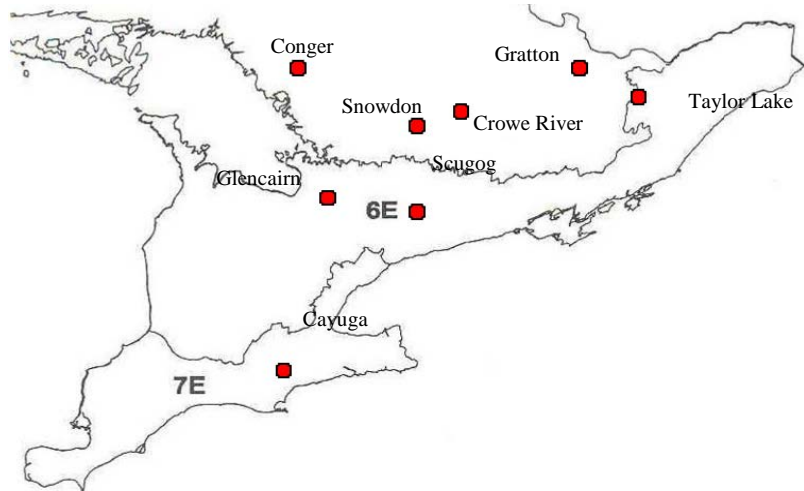 Conger
Gratton
Taylor Lake
Snowdon
Crowe River
Scugog
Glencairn
6E
Cayuga
7E